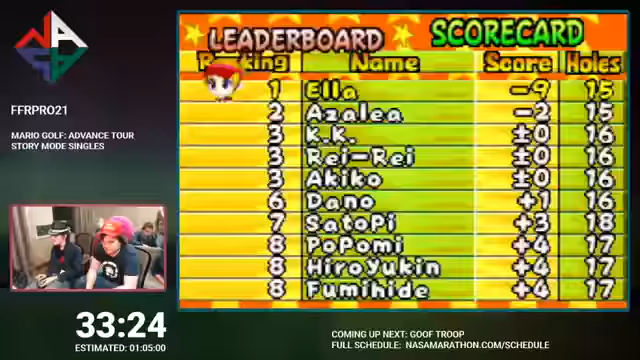 LEADERBOARD SCORECARD
Ranking Name Score Holes
1 Ella -9 15
2 Azalea -2 15
3 K.K. ±0 16
3 Rei-Rei ±0 16
3 Akiko ±0 16
6 Dano +1 16
7 SatoPi +3 18
8 PoPomi +4 17
8 HiroYukin +4 17
8 Fumihide +4 17
NASA
FFRPRO21
MARIO GOLF: ADVANCE TOUR
STORY MODE SINGLES
33:24
ESTIMATED: 01:05:00
COMING UP NEXT: GOOF TROOP
FULL SCHEDULE: NASAMARATHON.COM/SCHEDULE